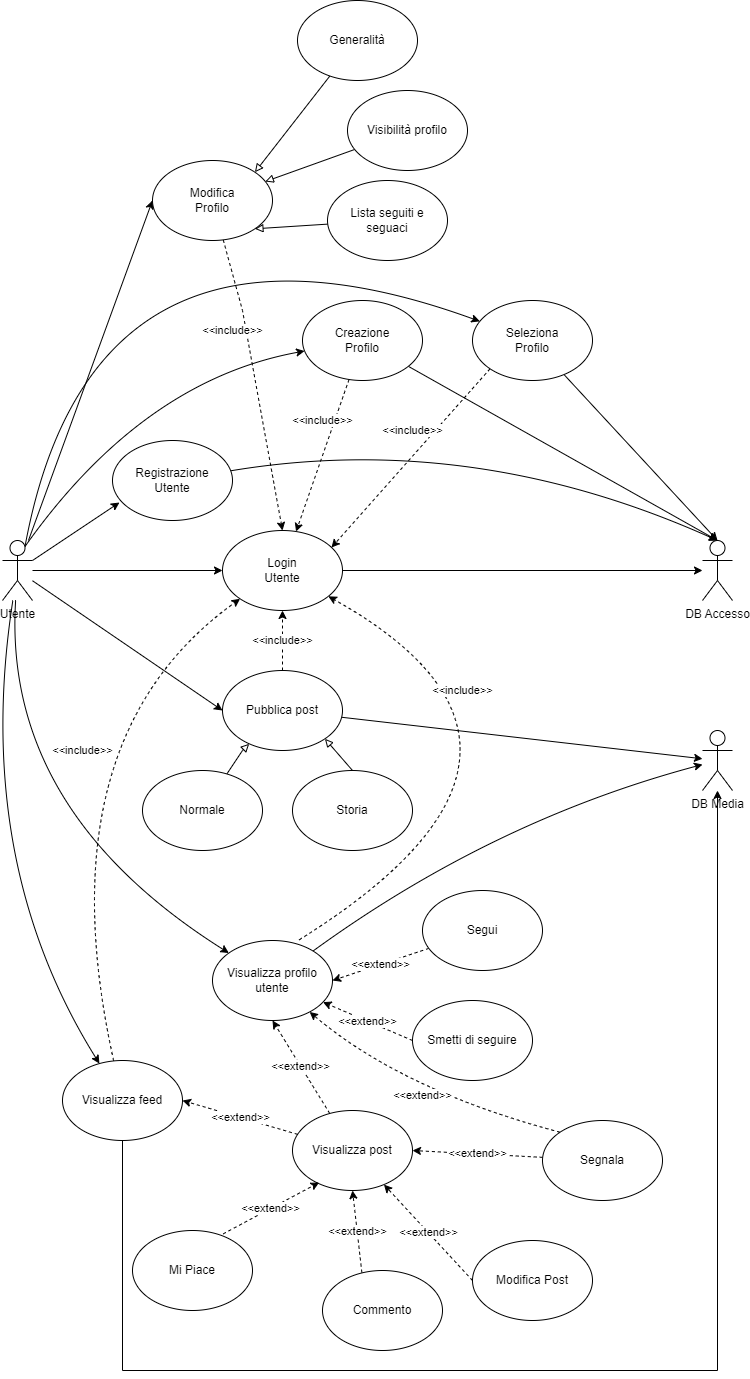 Generalità
Visibilità profilo
Modifica
Profilo
Lista seguiti e
seguaci
<<include>>
Creazione
Profilo
Seleziona
Profilo
<<include>>
<<include>>
Registrazione
Utente
Login
Utente
Utente
DB Accesso
<<include>>
<<include>>
Pubblica post
<<include>>
Normale
Storia
DB Media
Segui
Visualizza profilo
utente
<<extend>>
<<extend>>
Smetti di seguire
<<extend>>
<<extend>>
Visualizza feed
<<extend>>
Visualizza post
<<extend>>
Segnala
<<extend>>
<<extend>>
<<extend>>
Mi Piace
Modifica Post
Commento